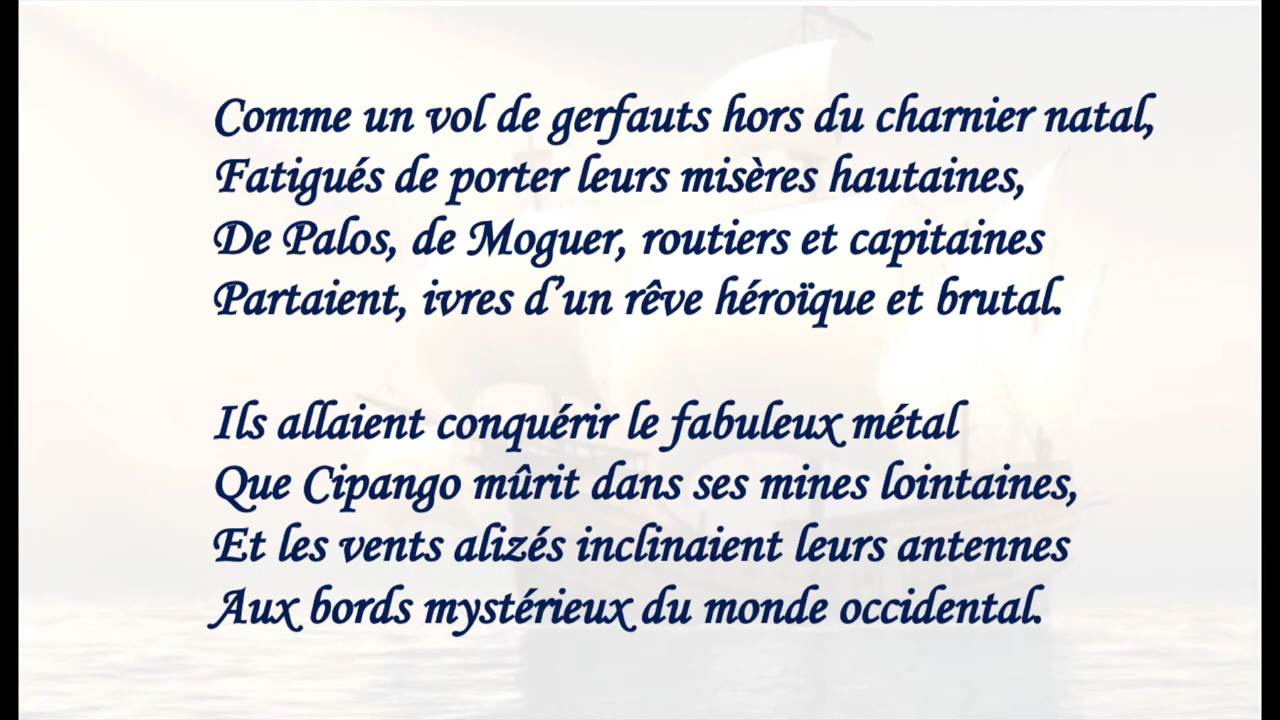 Comme un vol de gerfauts hors du charnier natal,
Fatigués de porter leurs misères hautaines,
De Palos, de Moguer, routiers et capitaines
Partaient, ivres d’un rêve héroïque et brutal.
Ils allaient conquérir le fabuleux métal
Que Cipango mûrit dans ses mines lointaines,
Et les vents alizés inclinaient leurs antennes
Aux bords mystérieux du monde occidental.